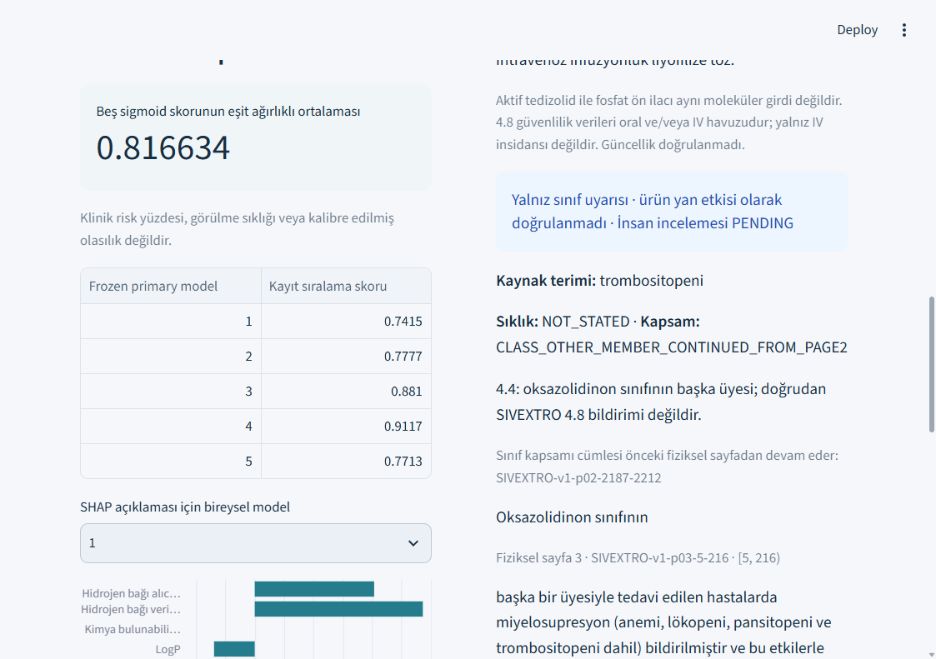 Deploy
Beş sigmoid skorunun eşit ağırlıklı ortalaması
0.816634
Klinik risk yüzdesi, görülme sıklığı veya kalibre edilmiş
olasılık değildir.
Frozen primary model Kayıt sıralama skoru
1 0.7415
2 0.7777
3 0.881
4 0.9117
5 0.7713
SHAP açıklaması için bireysel model
1
Hidrojen bağı alıc…
Hidrojen bağı veri…
Kimya bulunabili…
LogP
intravenöz infüzyonluk liyofilize toz.
Aktif tedizolid ile fosfat ön ilacı aynı moleküler girdi değildir.
4.8 güvenlik verileri oral ve/veya IV havuzudur; yalnız IV
insidansı değildir. Güncellik doğrulanmadı.
Yalnız sınıf uyarısı · ürün yan etkisi olarak
doğrulanmadı · İnsan incelemesi PENDING
Kaynak terimi: trombositopeni
Sıklık: NOT_STATED · Kapsam:
CLASS_OTHER_MEMBER_CONTINUED_FROM_PAGE2
4.4: oksazolidinon sınıfının başka üyesi; doğrudan
SIVEXTRO 4.8 bildirimi değildir.
Sınıf kapsamı cümlesi önceki fiziksel sayfadan devam eder:
SIVEXTRO-v1-p02-2187-2212
Oksazolidinon sınıfının
Fiziksel sayfa 3 · SIVEXTRO-v1-p03-5-216 · [5, 216)
başka bir üyesiyle tedavi edilen hastalarda
miyelosupresyon (anemi, lökopeni, pansitopeni ve
trombositopeni dahil) bildirilmiştir ve bu etkilerle